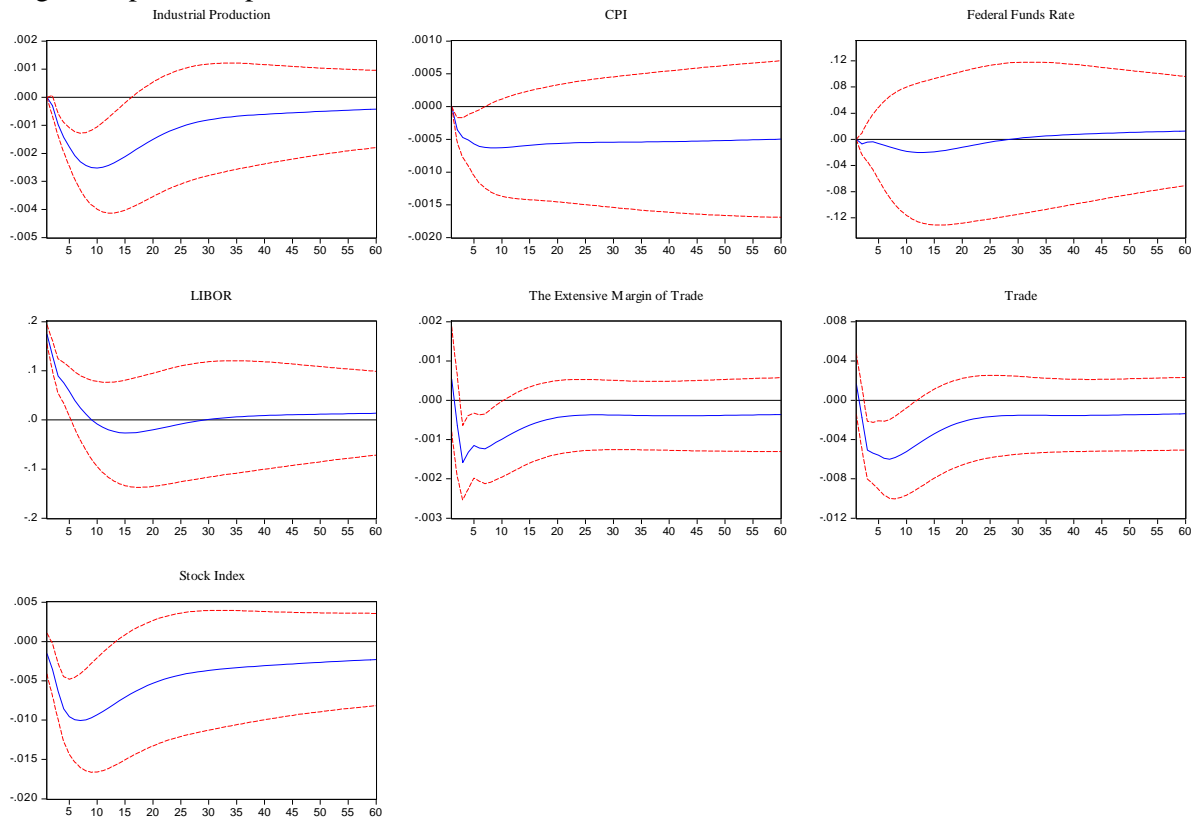 Industrial Production CPI Federal Funds Rate
.002 .0010
.001 .0005 .12
.000 .0000 .08
-.001 -.0005 .04
-.002 -.0010 .00
-.003 -.0015 -.04
-.004 -.0020 -.08
-.005 -.12
5 10 15 20 25 30 35 40 45 50 55 60 5 10 15 20 25 30 35 40 45 50 55 60 5 10 15 20 25 30 35 40 45 50 55 60
LIBOR The Extensive Margin of Trade Trade
.2 .002 .008
.1 .001 .004
.0 .000 .000
-.1 -.001 -.004
-.2 -.002 -.008
-.003 -.012
5 10 15 20 25 30 35 40 45 50 55 60 5 10 15 20 25 30 35 40 45 50 55 60 5 10 15 20 25 30 35 40 45 50 55 60
Stock Index
.005
.000
-.005
-.010
-.015
-.020
5 10 15 20 25 30 35 40 45 50 55 60